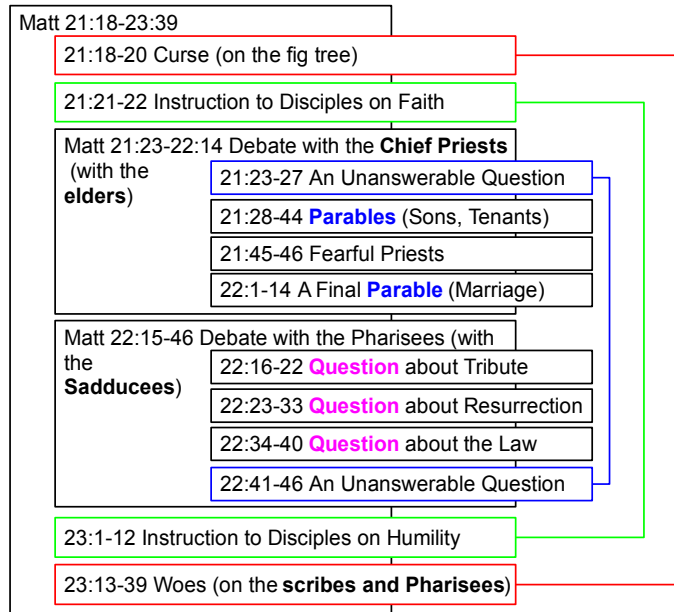 Matt 21:18-23:39
21:18-20 Curse (on the fig tree)
21:21-22 Instruction to Disciples on Faith
Matt 21:23-22:14 Debate with the Chief Priests
(with the
elders)
21:23-27 An Unanswerable Question
21:28-44 Parables (Sons, Tenants)
21:45-46 Fearful Priests
22:1-14 A Final Parable (Marriage)
Matt 22:15-46 Debate with the Pharisees (with
the
Sadducees)
22:16-22 Question about Tribute
22:23-33 Question about Resurrection
22:34-40 Question about the Law
22:41-46 An Unanswerable Question
23:1-12 Instruction to Disciples on Humility
23:13-39 Woes (on the scribes and Pharisees)